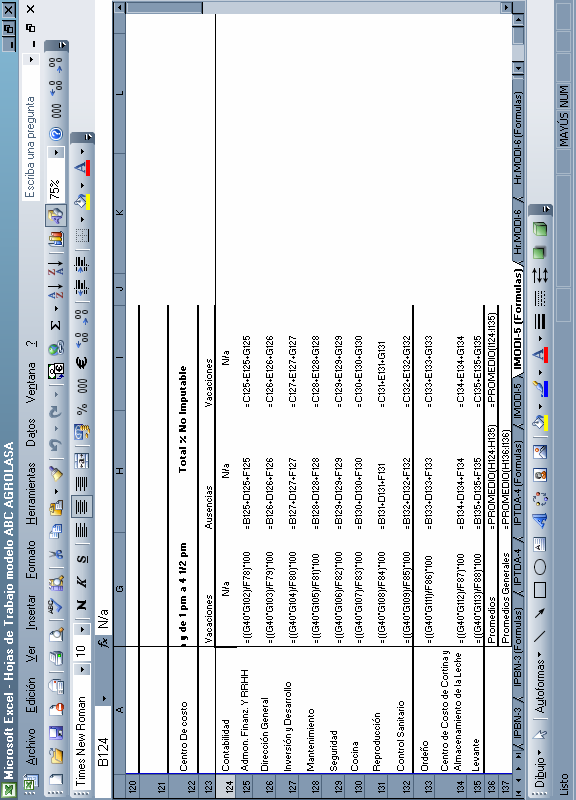 Microsoft Excel - Hojas de Trabajo modelo ABC AGROLASA
Archivo Edición Ver Insertar Formato Herramientas Datos Ventana ? Escriba una pregunta
Σ 75%
Times New Roman 10 N K S % 000 €
B124 fx N/a
A G H I J K L
120
121
122 Centro De costo y de 1 pm a 4 1/2 pm Total % No Imputable
123 Vacaciones Ausencias Vacaciones
124 Contabilidad N/a N/a N/a
125 Admon. Finanz. Y RRHH =((G40*G102)/F78)*100 =B125+D125+F125 =C125+E125+G125
126 Dirección General =((G40*G103)/F79)*100 =B126+D126+F126 =C126+E126+G126
127 Inversión y Desarrollo =((G40*G104)/F80)*100 =B127+D127+F127 =C127+E127+G127
128 Mantenimiento =((G40*G105)/F81)*100 =B128+D128+F128 =C128+E128+G128
129 Seguridad =((G40*G106)/F82)*100 =B129+D129+F129 =C129+E129+G129
130 Cocina =((G40*G107)/F83)*100 =B130+D130+F130 =C130+E130+G130
131 Reproducción =((G40*G108)/F84)*100 =B131+D131+F131 =C131+E131+G131
132 Control Sanitario =((G40*G109)/F85)*100 =B132+D132+F132 =C132+E132+G132
133 Ordeño =((G40*G111)/F86)*100 =B133+D133+F133 =C133+E133+G133
Centro de Costo de Cortina y
134 Almacenamiento de la Leche =((G40*G112)/F87)*100 =B134+D134+F134 =C134+E134+G134
135 Levante =((G40*G113)/F88)*100 =B135+D135+F135 =C135+E135+G135
136 Promedios =PROMEDIO(H124:H135) =PROMEDIO(I124:I135)
137 Promedios Generales =PROMEDIO(H136:I136)
IPBN-3 IPBN-3 (Formulas) IPTDA-4 IPTDA-4 (Formulas) IMODI-5 IMODI-5 (Formulas) Hr.MODI-6 Hr.MODI-6 (Formulas)
Dibujo Autoformas
Listo MAYÚS NUM